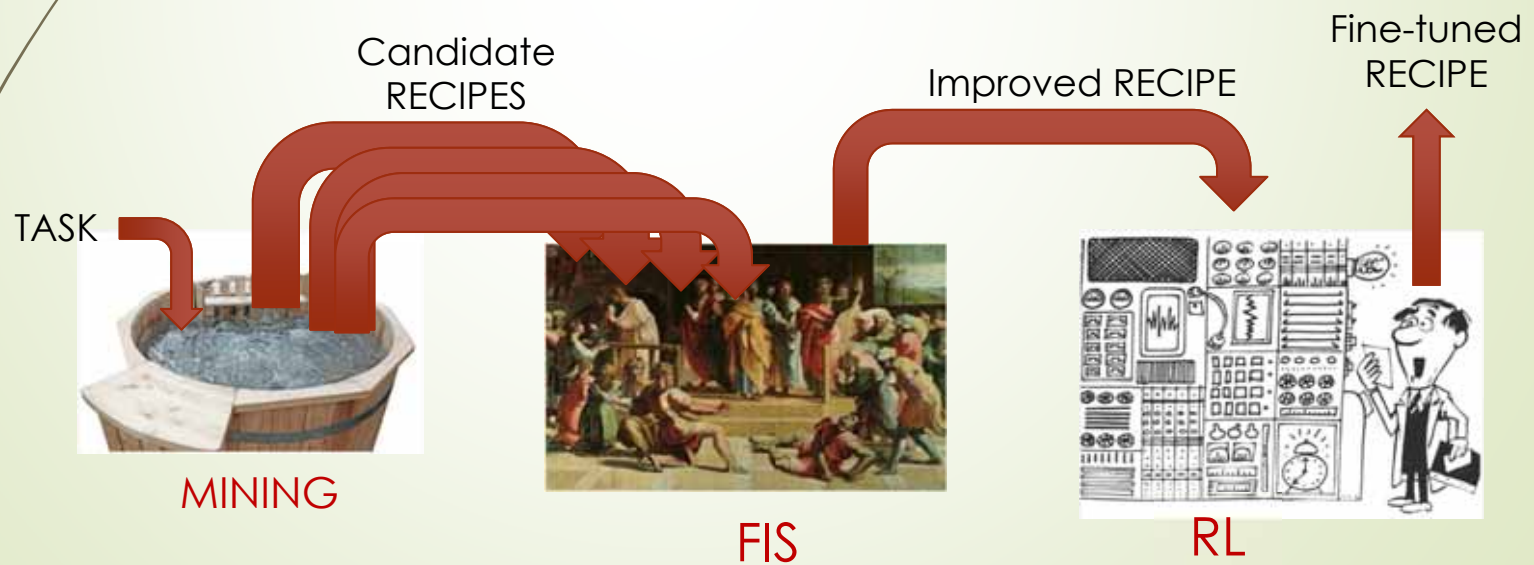 Candidate
RECIPES
Improved RECIPE
Fine-tuned
RECIPE
TASK
MINING
FIS
RL